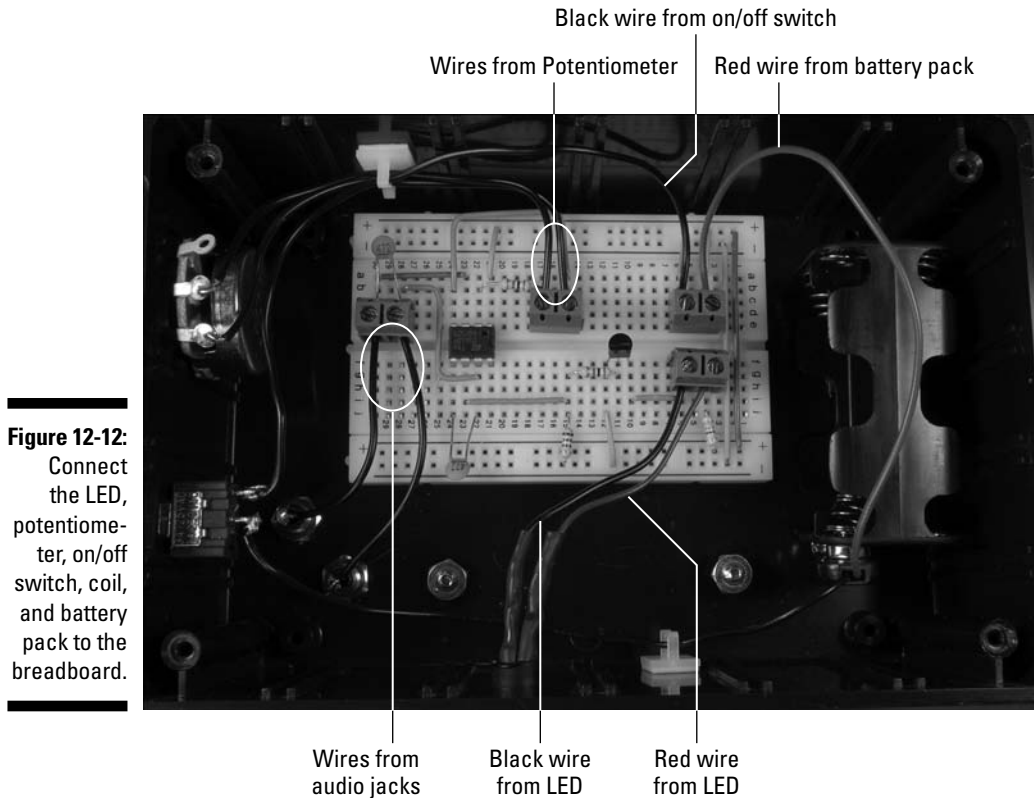 Black wire from on/off switch
Wires from Potentiometer
Red wire from battery pack
Figure 12-12:
Connect
the LED,
potentiome-
ter, on/off
switch, coil,
and battery
pack to the
breadboard.
Wires from
audio jacks
Black wire
from LED
Red wire
from LED